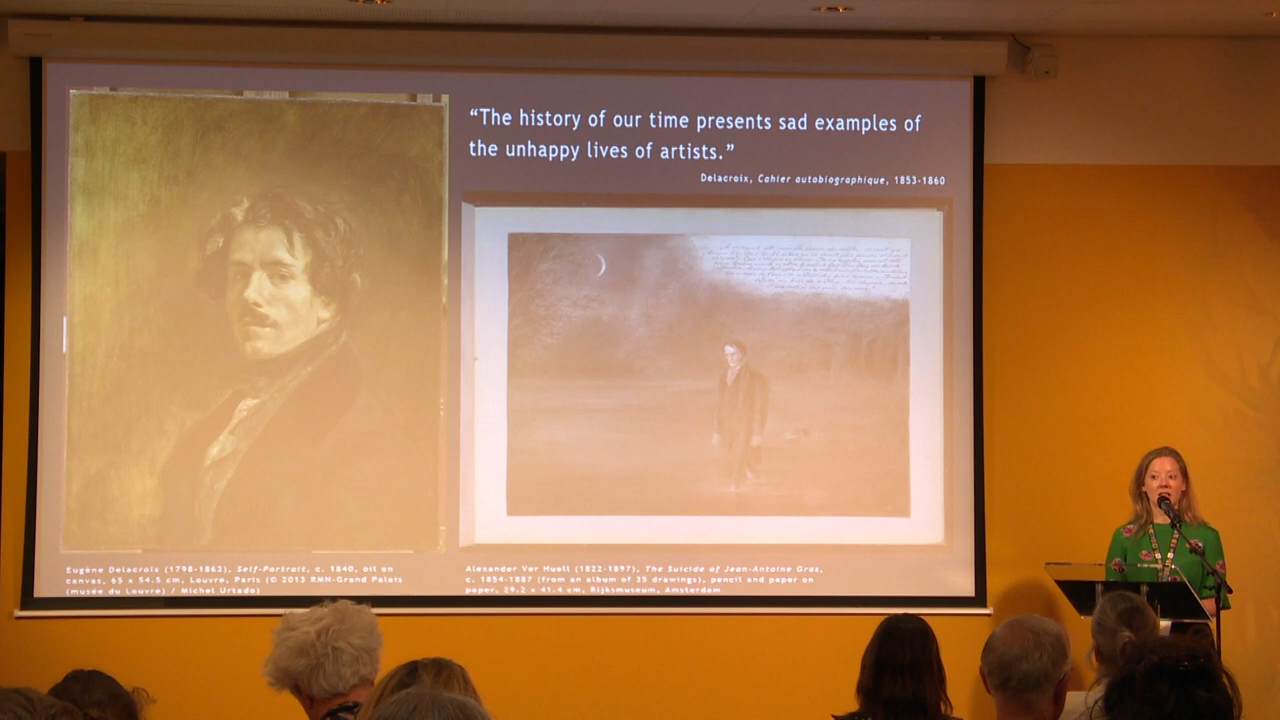 “The history of our time presents sad examples of
the unhappy lives of artists.”
Delacroix, Cahier autobiographique, 1853-1860
Eugène Delacroix (1798-1863), Self-Portrait, c. 1840, oil on
canvas, 65 x 54.5 cm, Louvre, Paris (© 2013 RMN-Grand Palais
(musée du Louvre) / Michel Urtado)
Alexander Ver Huell (1822-1897), The Suicide of Jean-Antoine Gros,
c. 1854-1887 (from an album of 35 drawings), pencil and paper on
paper, 29.2 x 41.4 cm, Rijksmuseum, Amsterdam